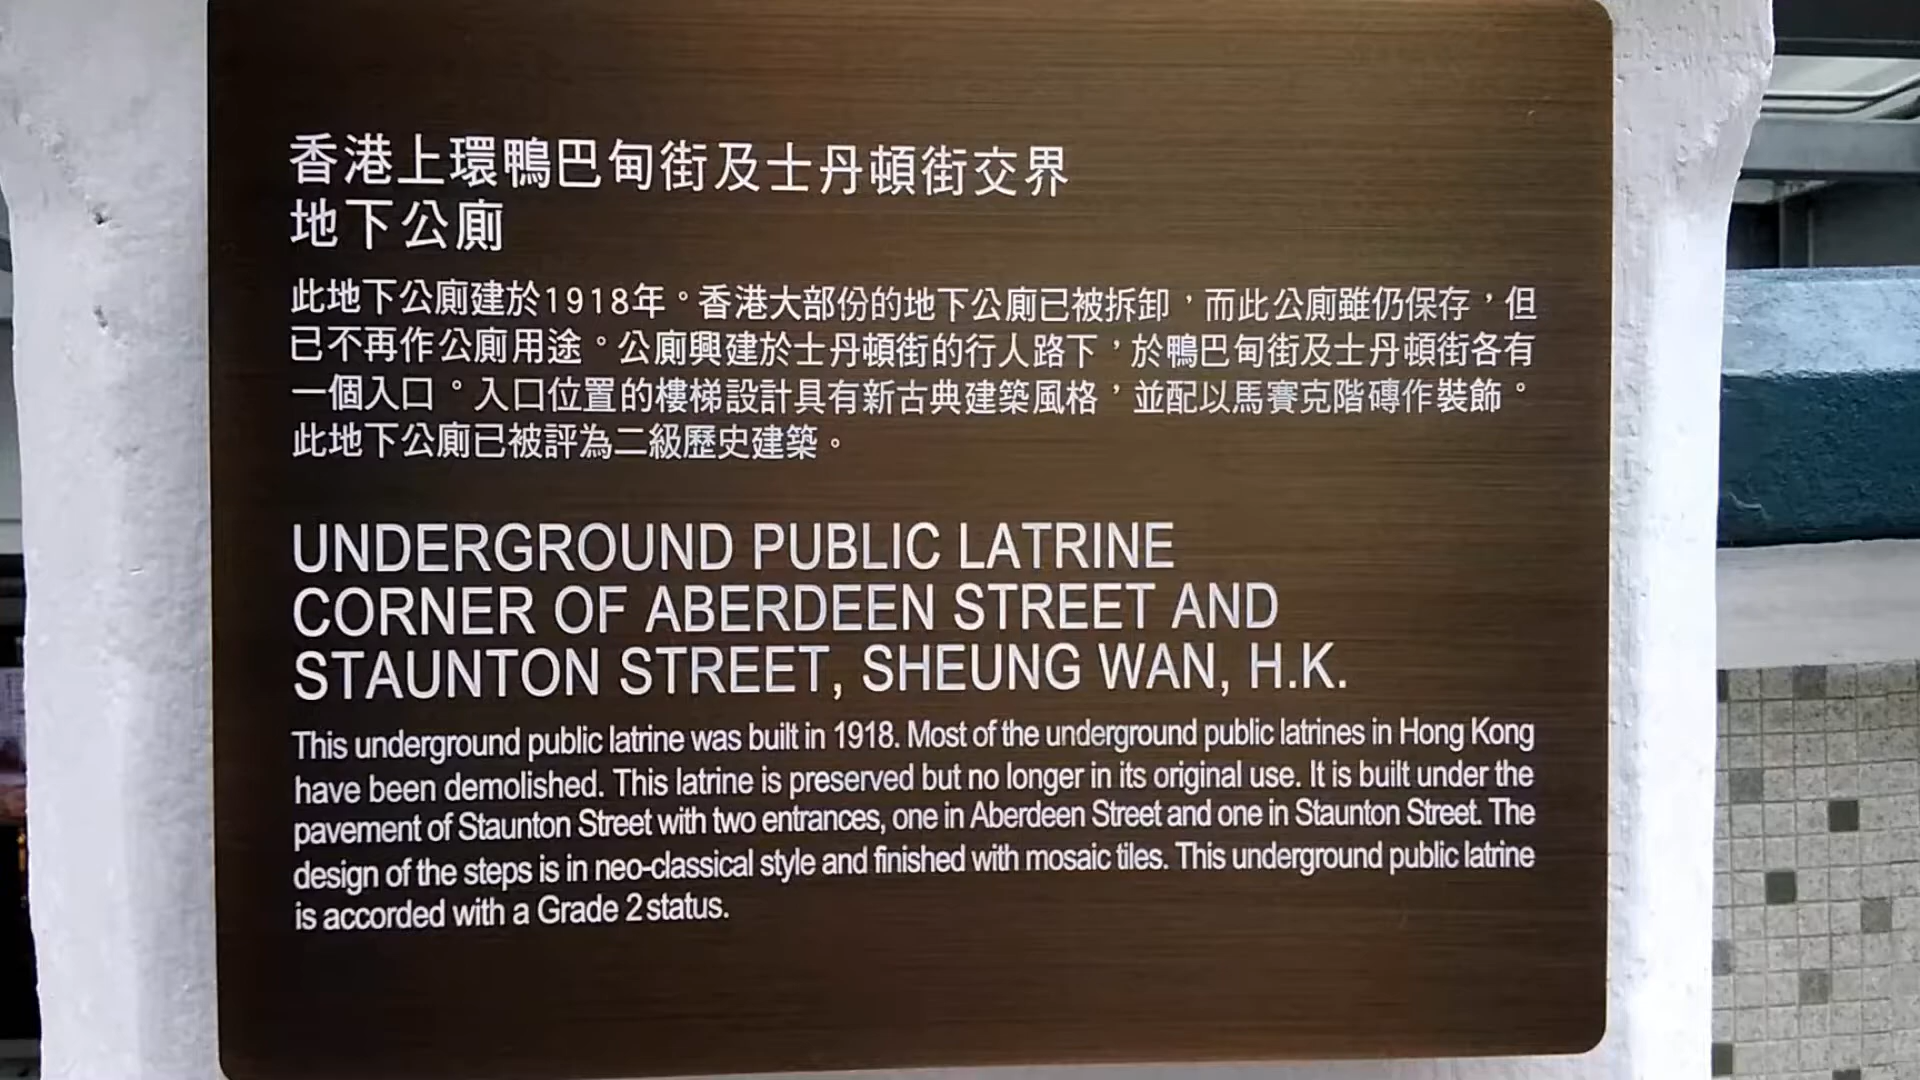 香港上環鴨巴甸街及士丹頓街交界
地下公廁
此地下公廁建於1918年。香港大部份的地下公廁已被拆卸，而此公廁雖仍保存，但
已不再作公廁用途。公廁興建於士丹頓街的行人路下，於鴨巴甸街及士丹頓街各有
一個入口。入口位置的樓梯設計具有新古典建築風格，並配以馬賽克階磚作裝飾。
此地下公廁已被評為二級歷史建築。
UNDERGROUND PUBLIC LATRINE
CORNER OF ABERDEEN STREET AND
STAUNTON STREET, SHEUNG WAN, H.K.
This underground public latrine was built in 1918. Most of the underground public latrines in Hong Kong
have been demolished. This latrine is preserved but no longer in its original use. It is built under the
pavement of Staunton Street with two entrances, one in Aberdeen Street and one in Staunton Street. The
design of the steps is in neo-classical style and finished with mosaic tiles. This underground public latrine
is accorded with a Grade 2 status.